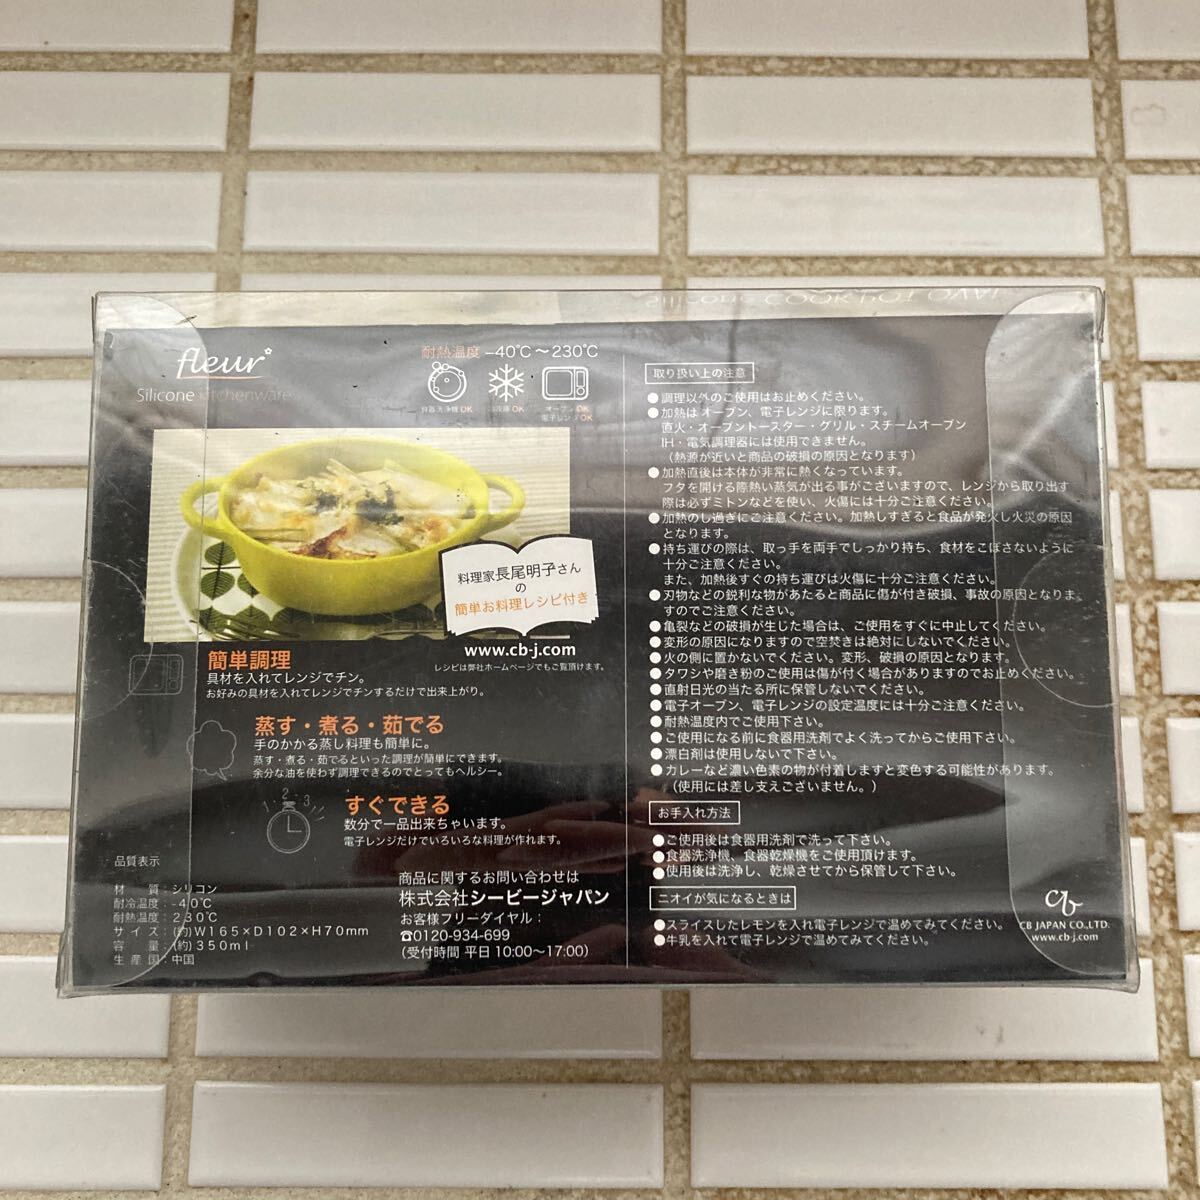 Silicone COOK POT OVAL
fleur
Silicone kitchenware
耐熱温度 −40℃～230℃
食器洗浄機OK
冷凍庫OK
オーブンOK
電子レンジOK
料理家長尾明子さん
の
簡単お料理レシピ付き
www.cb-j.com
レシピは弊社ホームページでもご覧頂けます。
簡単調理
具材を入れてレンジでチン。
お好みの具材を入れてレンジでチンするだけで出来上がり。
蒸す・煮る・茹でる
手のかかる蒸し料理も簡単に。
蒸す・煮る・茹でるといった調理が簡単にできます。
余分な油を使わず調理できるのでとってもヘルシー。
すぐできる
数分で一品出来ちゃいます。
電子レンジだけでいろいろな料理が作れます。
品質表示
材質：シリコン
耐冷温度：-40℃
耐熱温度：230℃
サイズ：(約)W165×D102×H70mm
容量：(約)350ml
生産国：中国
商品に関するお問い合わせは
株式会社シービージャパン
お客様フリーダイヤル：
☎0120-934-699
（受付時間 平日 10:00～17:00）
取り扱い上の注意
●調理以外のご使用はお止めください。
●加熱はオーブン、電子レンジに限ります。
直火・オーブントースター・グリル・スチームオーブン
IH・電気調理器には使用できません。
（熱源が近いと商品の破損の原因となります）
●加熱直後は本体が非常に熱くなっています。
フタを開ける際熱い蒸気が出る事がございますので、レンジから取り出す
際は必ずミトンなどを使い、火傷には十分ご注意ください。
●加熱のし過ぎにご注意ください。加熱しすぎると食品が発火し火災の原因
となります。
●持ち運びの際は、取っ手を両手でしっかり持ち、食材をこぼさないように
十分ご注意ください。
また、加熱後すぐの持ち運びは火傷に十分ご注意ください。
●刃物などの鋭利な物があたると商品に傷が付き破損、事故の原因となりま
すのでご注意ください。
●亀裂などの破損が生じた場合は、ご使用をすぐに中止してください。
●変形の原因になりますので空焚きは絶対にしないでください。
●火の側に置かないでください。変形、破損の原因となります。
●タワシや磨き粉のご使用は傷が付く場合がありますのでお止めください。
●直射日光の当たる所に保管しないでください。
●電子オーブン、電子レンジの設定温度には十分ご注意ください。
●耐熱温度内でご使用下さい。
●ご使用になる前に食器用洗剤でよく洗ってからご使用下さい。
●漂白剤は使用しないで下さい。
●カレーなど濃い色素の物が付着しますと変色する可能性があります。
（使用には差し支えございません。）
お手入れ方法
●ご使用後は食器用洗剤で洗って下さい。
●食器洗浄機、食器乾燥機をご使用頂けます。
●使用後は洗浄し、乾燥させてから保管して下さい。
ニオイが気になるときは
●スライスしたレモンを入れ電子レンジで温めてみてください。
●牛乳を入れて電子レンジで温めてみてください。
cb
CB JAPAN CO.,LTD.
www.cb-j.com